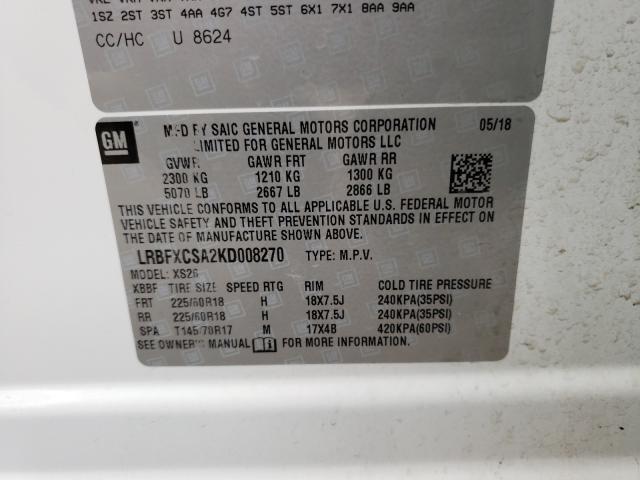 1SZ 2ST 3ST 4AA 4G7 4ST 5ST 6X1 7X1 8AA 9AA
CC/HC U 8624
GM
MFD BY SAIC GENERAL MOTORS CORPORATION 05/18
LIMITED FOR GENERAL MOTORS LLC
GVWR GAWR FRT GAWR RR
2300 KG 1210 KG 1300 KG
5070 LB 2667 LB 2866 LB
THIS VEHICLE CONFORMS TO ALL APPLICABLE U.S. FEDERAL MOTOR
VEHICLE SAFETY AND THEFT PREVENTION STANDARDS IN EFFECT ON
THE DATE OF MANUFACTURE SHOWN ABOVE.
LRBFXCSA2KD008270 TYPE: M.P.V.
MODEL: XS26
XBBF TIRE SIZE SPEED RTG RIM COLD TIRE PRESSURE
FRT 225/60R18 H 18X7.5J 240KPA(35PSI)
RR 225/60R18 H 18X7.5J 240KPA(35PSI)
SPA T145/70R17 M 17X4B 420KPA(60PSI)
SEE OWNER'S MANUAL FOR MORE INFORMATION.